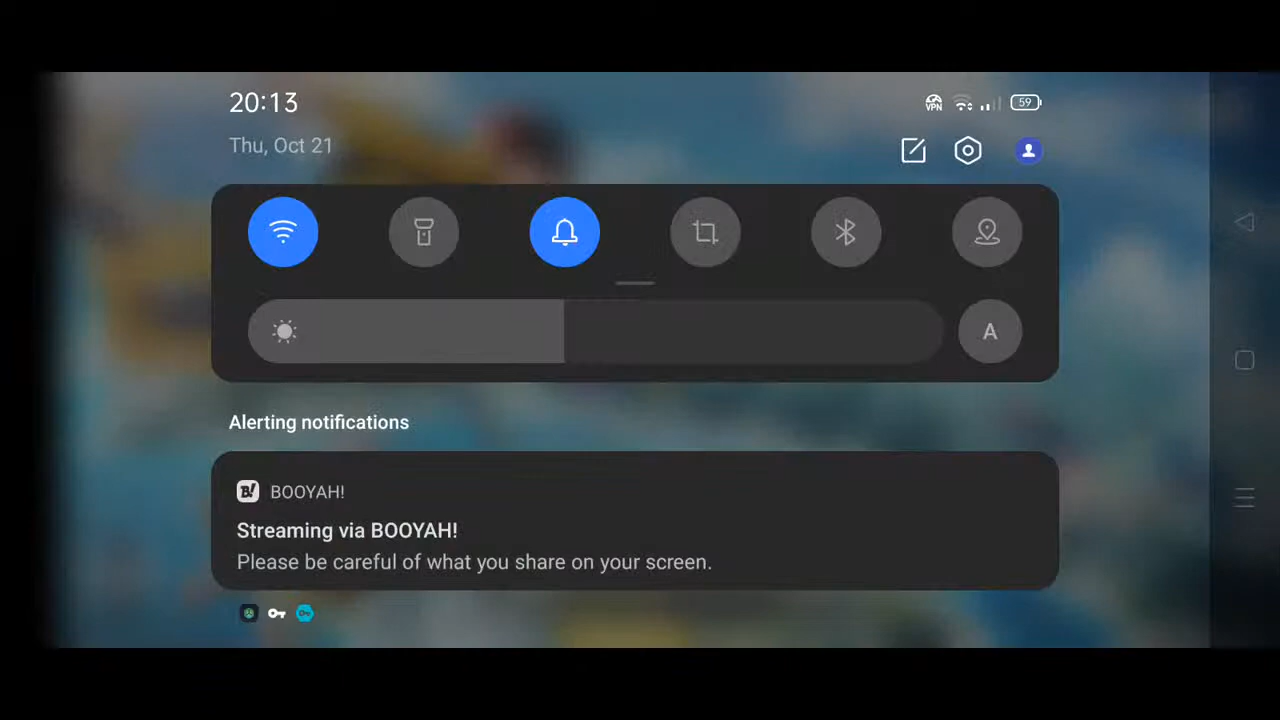 20:13
VPN
59
Thu, Oct 21
A
Alerting notifications
B! BOOYAH!
Streaming via BOOYAH!
Please be careful of what you share on your screen.